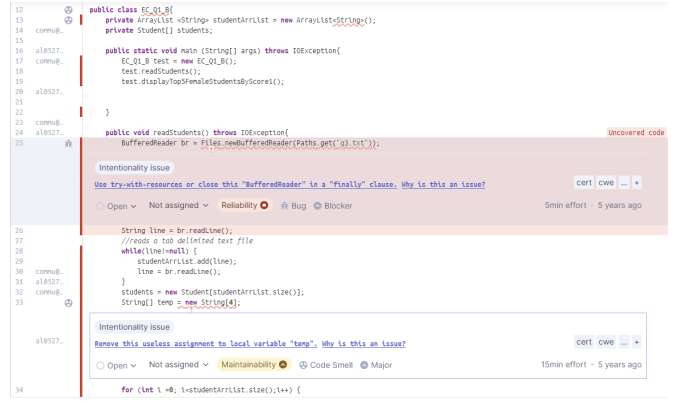 12 public class EC_Q1_B{
13 private ArrayList <String> studentArrList = new ArrayList<String>();
14 commu@… private Student[] students;
15
16 al0527… public static void main (String[] args) throws IOException{
17 commu@… EC_Q1_B test = new EC_Q1_B();
18 test.readStudents();
19 test.displayTop5FemaleStudentsByScore1();
20 al0527…
21
22 }
23 commu@…
24 al0527… public void readStudents() throws IOException{ Uncovered code
25 BufferedReader br = Files.newBufferedReader(Paths.get("q3.txt"));
Intentionality issue
Use try-with-resources or close this "BufferedReader" in a "finally" clause. Why is this an issue? cert cwe ... +
Open Not assigned Reliability Bug Blocker 5min effort • 5 years ago
26 String line = br.readLine();
27 //reads a tab delimited text file
28 while(line!=null) {
29 studentArrList.add(line);
30 commu@… line = br.readLine();
31 al0527… }
32 commu@… students = new Student[studentArrList.size()];
33 String[] temp = new String[4];
Intentionality issue
al0527… Remove this useless assignment to local variable "temp". Why is this an issue? cert cwe ... +
Open Not assigned Maintainability Code Smell Major 15min effort • 5 years ago
34 for (int i =0; i<studentArrList.size();i++) {